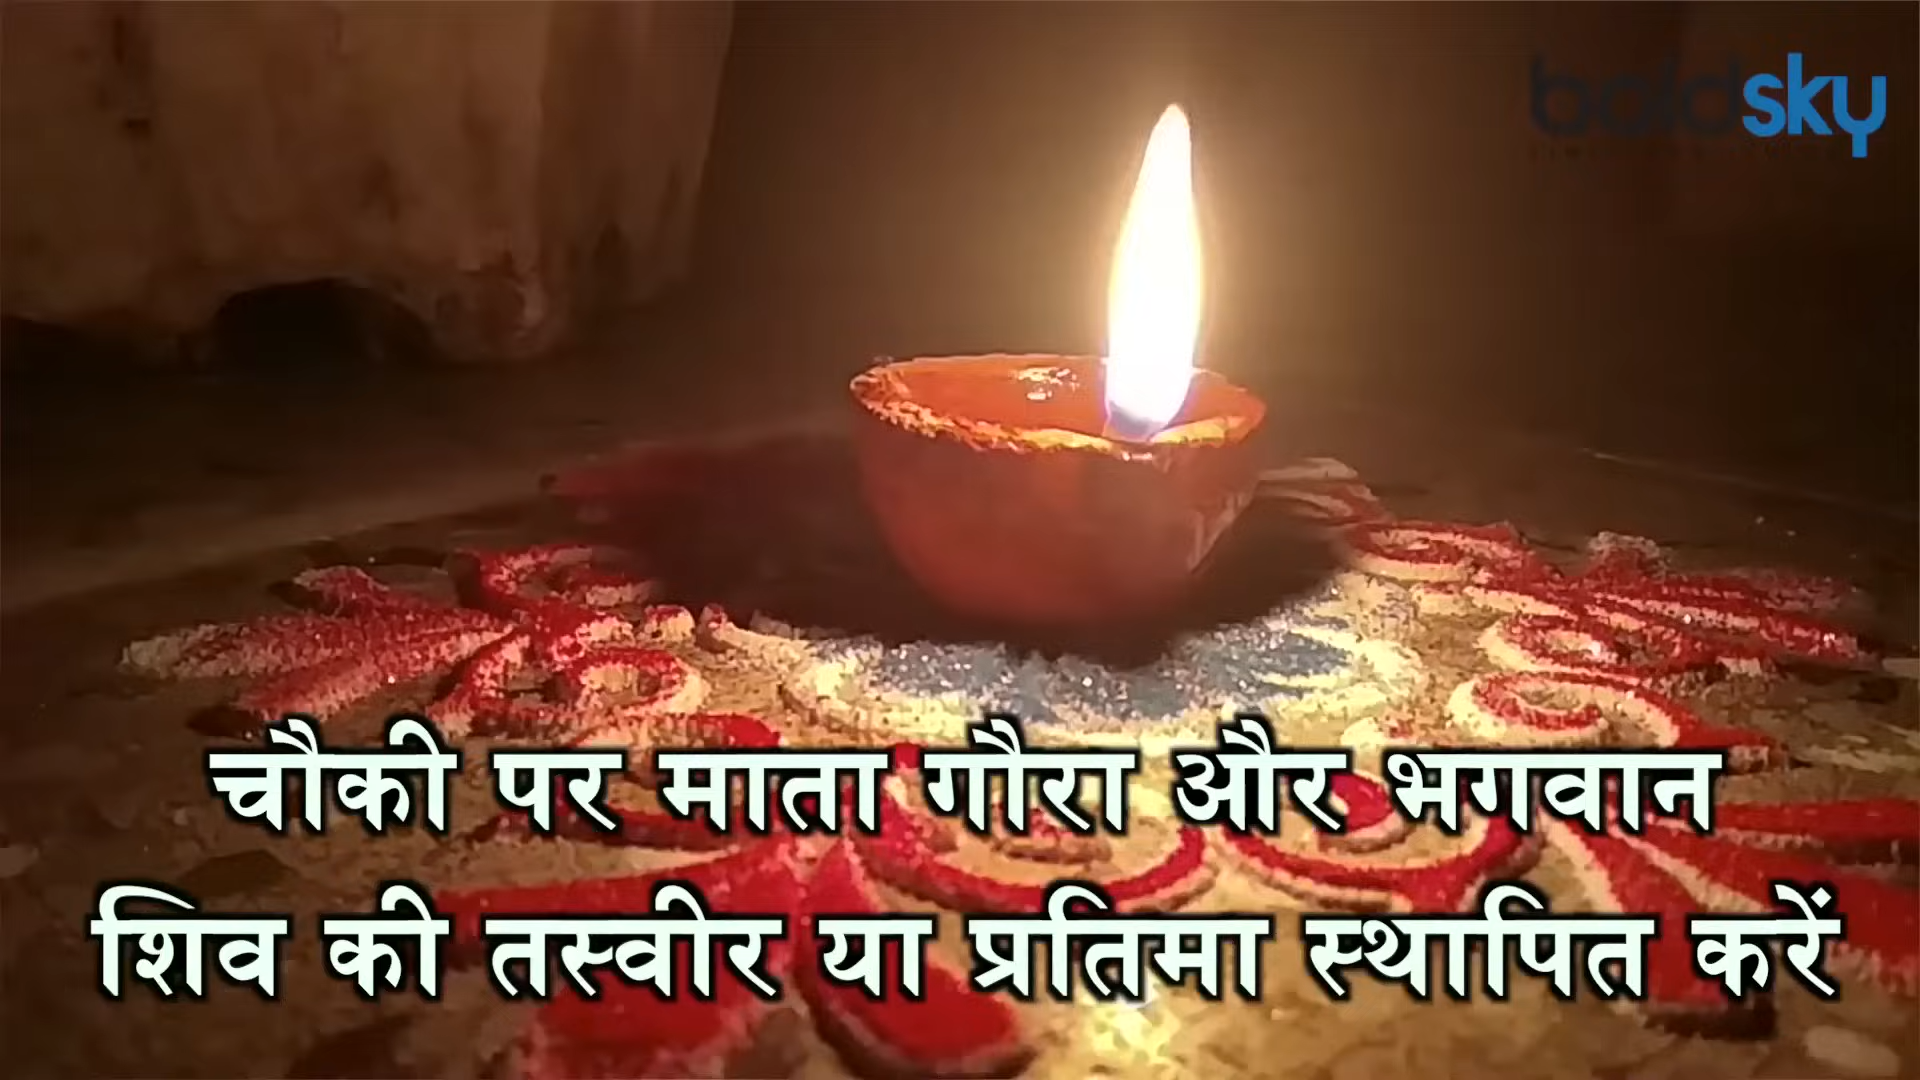 boldsky
चौकी पर माता गौरा और भगवान
शिव की तस्वीर या प्रतिमा स्थापित करें